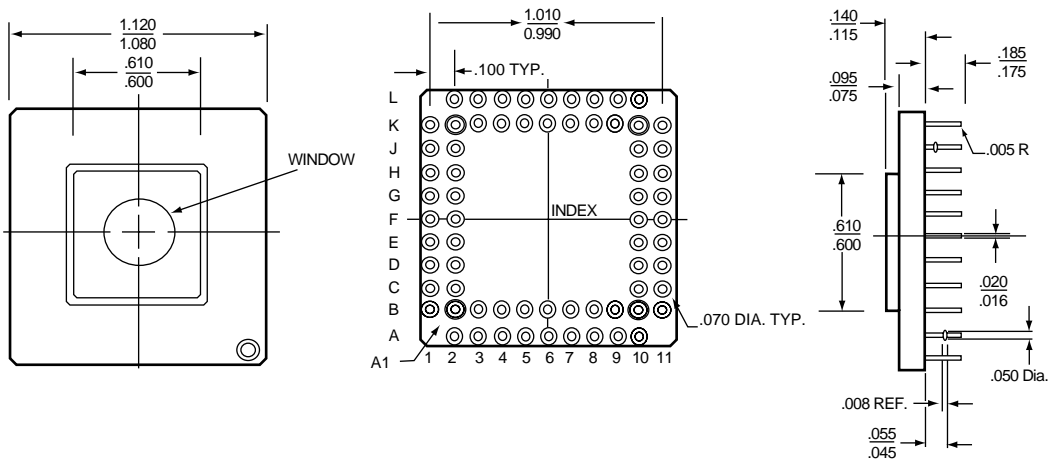 1.120
1.080
.610
.600
WINDOW
1.010
0.990
.100 TYP.
L
K
J
H
G
F
E
D
C
B
A
INDEX
.070 DIA. TYP.
A1
1 2 3 4 5 6 7 8 9 10 11
.140
.115
.185
.175
.095
.075
.005 R
.610
.600
.020
.016
.050 Dia.
.008 REF.
.055
.045